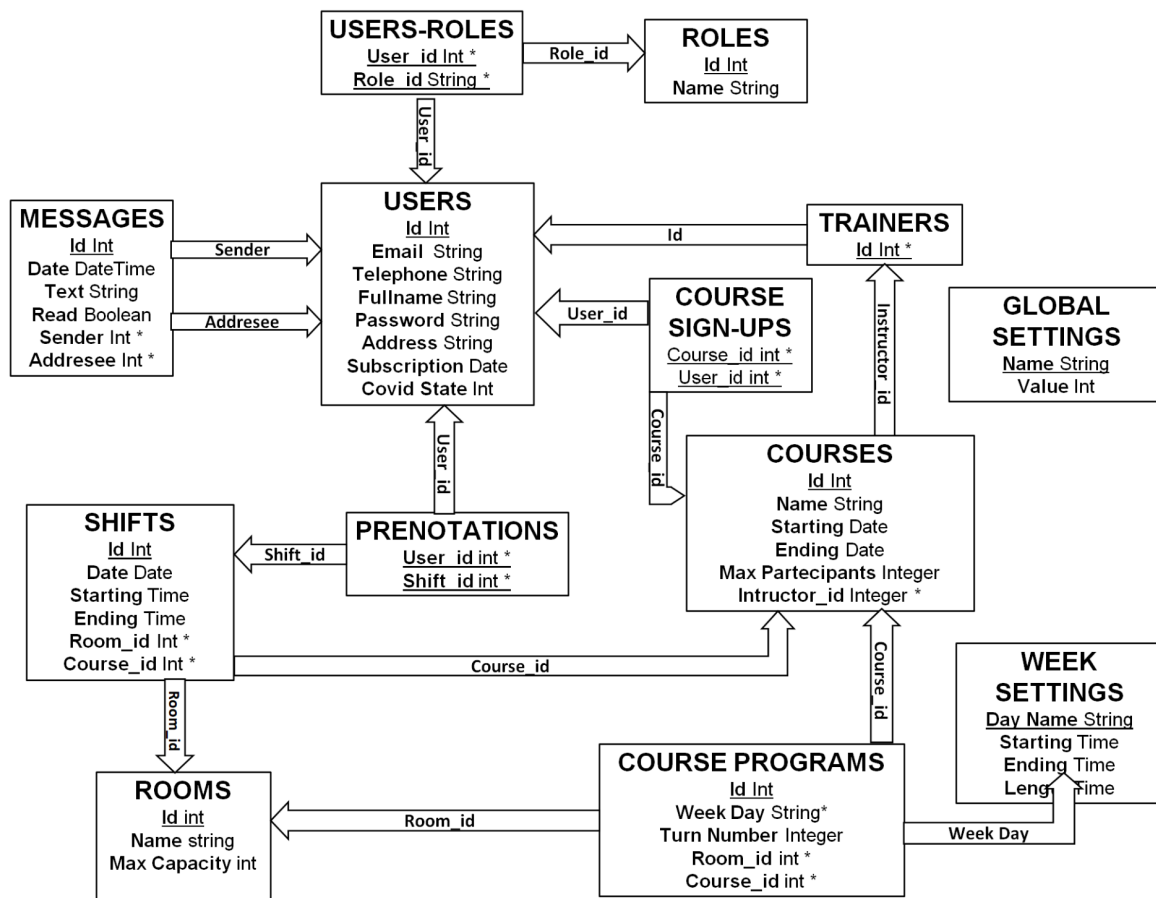 USERS-ROLES
User_id Int *
Role_id String *
Role_id
ROLES
Id Int
Name String
User_id
MESSAGES
Id Int
Date DateTime
Text String
Read Boolean
Sender Int *
Addresee Int *
Sender
Addresee
USERS
Id Int
Email String
Telephone String
Fullname String
Password String
Address String
Subscription Date
Covid State Int
Id
TRAINERS
Id Int *
User_id
COURSE
SIGN-UPS
Course_id int *
User_id int *
Instructor_id
GLOBAL
SETTINGS
Name String
Value Int
Course_id
User_id
COURSES
Id Int
Name String
Starting Date
Ending Date
Max Partecipants Integer
Intructor_id Integer *
SHIFTS
Id Int
Date Date
Starting Time
Ending Time
Room_id Int *
Course_id Int *
Shift_id
PRENOTATIONS
User_id int *
Shift_id int *
Course_id
Course_id
Room_id
WEEK
SETTINGS
Day Name String
Starting Time
Ending Time
Time
ROOMS
Id int
Name string
Max Capacity int
Room_id
COURSE PROGRAMS
Id Int
Week Day String*
Turn Number Integer
Room_id int *
Course_id int *
Week Day